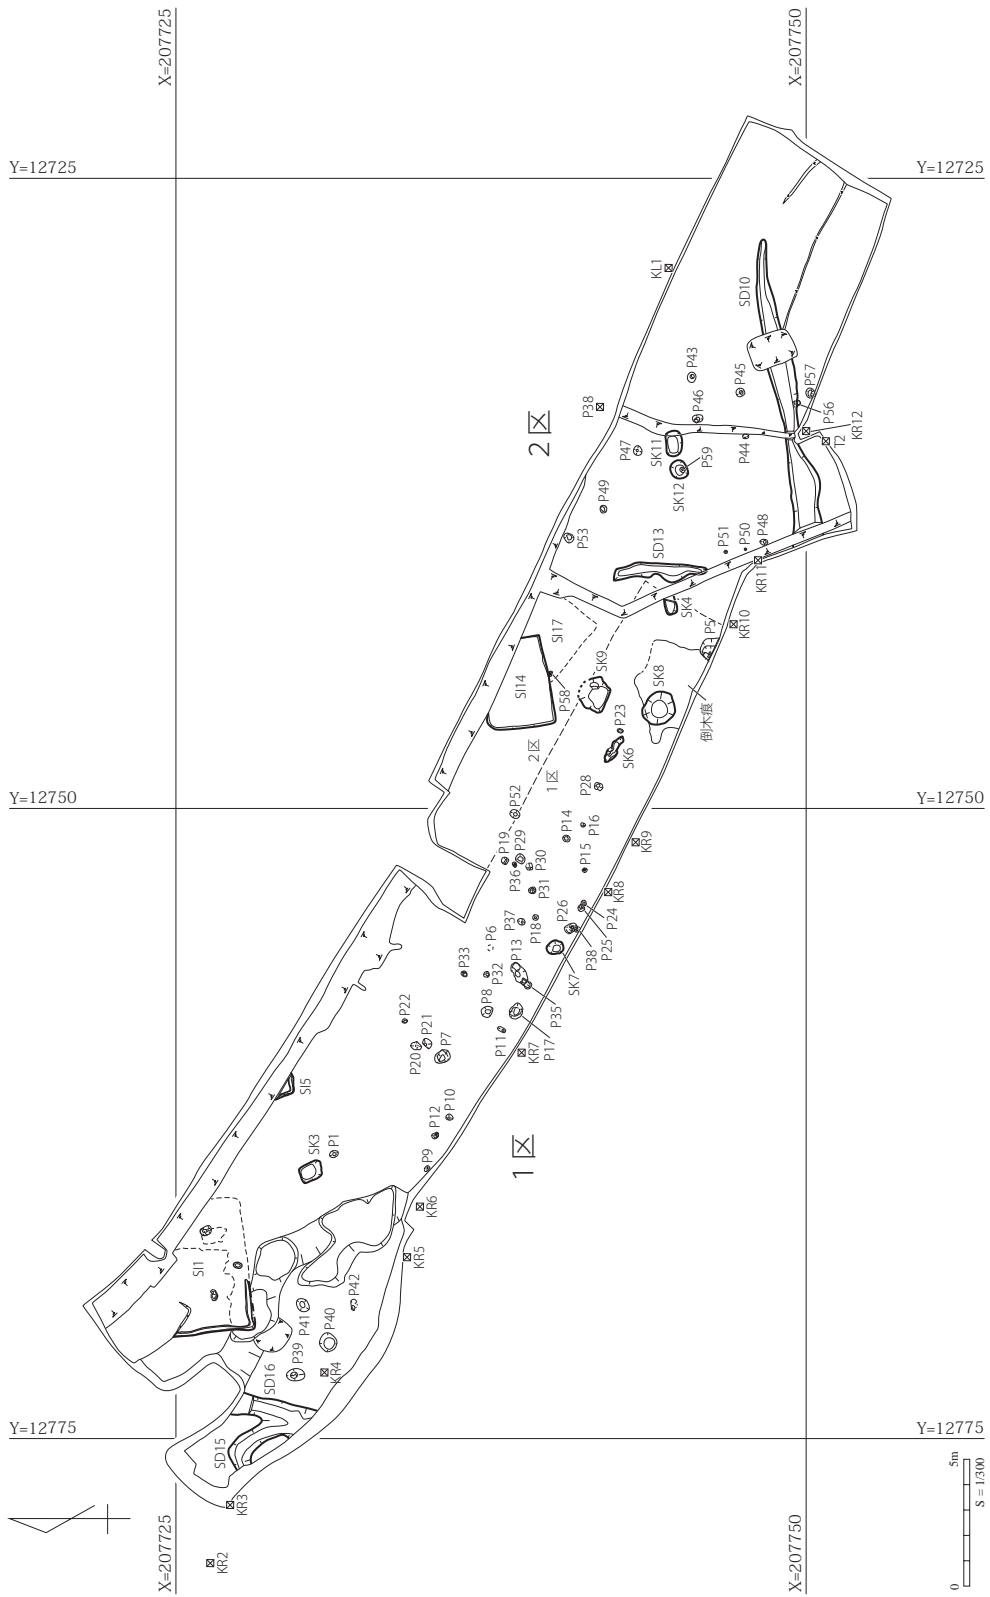 X=207725
X=207750
Y=12725
Y=12725
KL1
SD10
P43
P45
P57
P38
P46
P56
2区
KR12
T2
P47
SK11
P59
P44
SK12
P49
P53
SD13
P51
P50
P48
KR11
SK4
SI17
P5
KR10
SI14
SK9
P58
SK8
P23
倒木痕
2区
SK6
1区
P28
Y=12750
Y=12750
P52
P14
P16
P19
P29
P36
P30
P15
KR9
P31
KR8
P37
P18
P26
P24
P25
P38
P6
P33
P32
P13
SK7
P35
P8
P22
P11
P17
KR7
P21
P20
P7
SI5
P10
P12
SK3
P1
P9
1区
KR6
KR5
SI1
P42
P41
P40
P39
KR4
SD16
SD15
Y=12775
Y=12775
KR3
KR2
X=207725
X=207750
0
5m
S = 1/300